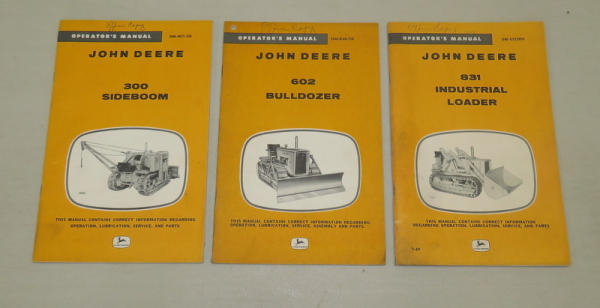 OPERATOR'S MANUAL
JOHN DEERE
300
SIDEBOOM
THIS MANUAL CONTAINS CORRECT INFORMATION REGARDING
OPERATION, LUBRICATION, SERVICE, AND PARTS
OPERATOR'S MANUAL
JOHN DEERE
602
BULLDOZER
THIS MANUAL CONTAINS CORRECT INFORMATION REGARDING
OPERATION, LUBRICATION, SERVICE, ASSEMBLY AND PARTS
OPERATOR'S MANUAL
JOHN DEERE
831
INDUSTRIAL
LOADER
THIS MANUAL CONTAINS CORRECT INFORMATION
REGARDING OPERATION, LUBRICATION, SERVICE, AND PARTS